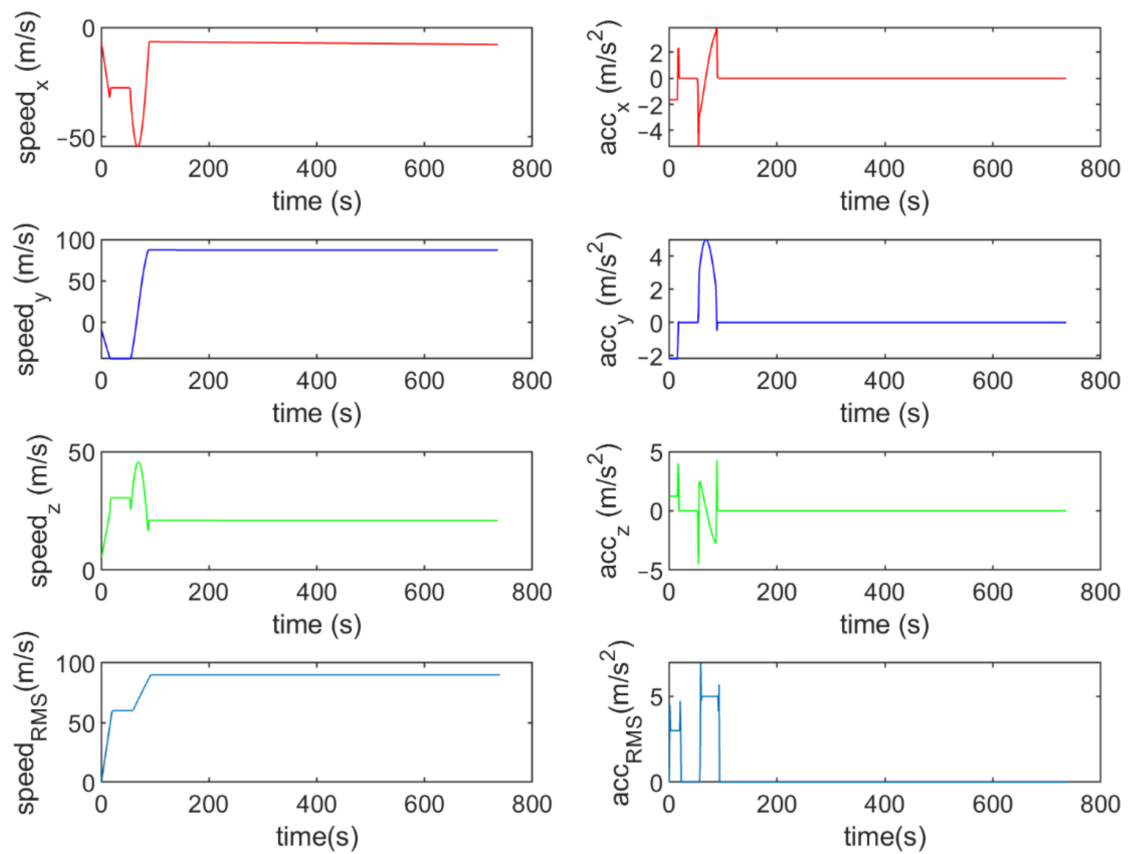 speed_x (m/s)
0
−50
0 200 400 600 800
time (s)
acc_x (m/s²)
2
0
−2
−4
0 200 400 600 800
time (s)
speed_y (m/s)
100
50
0
0 200 400 600 800
time (s)
acc_y (m/s²)
4
2
0
−2
0 200 400 600 800
time (s)
speed_z (m/s)
50
0
0 200 400 600 800
time (s)
acc_z (m/s²)
5
0
−5
0 200 400 600 800
time (s)
speed_RMS(m/s)
100
50
0
0 200 400 600 800
time(s)
acc_RMS(m/s²)
5
0
0 200 400 600 800
time(s)